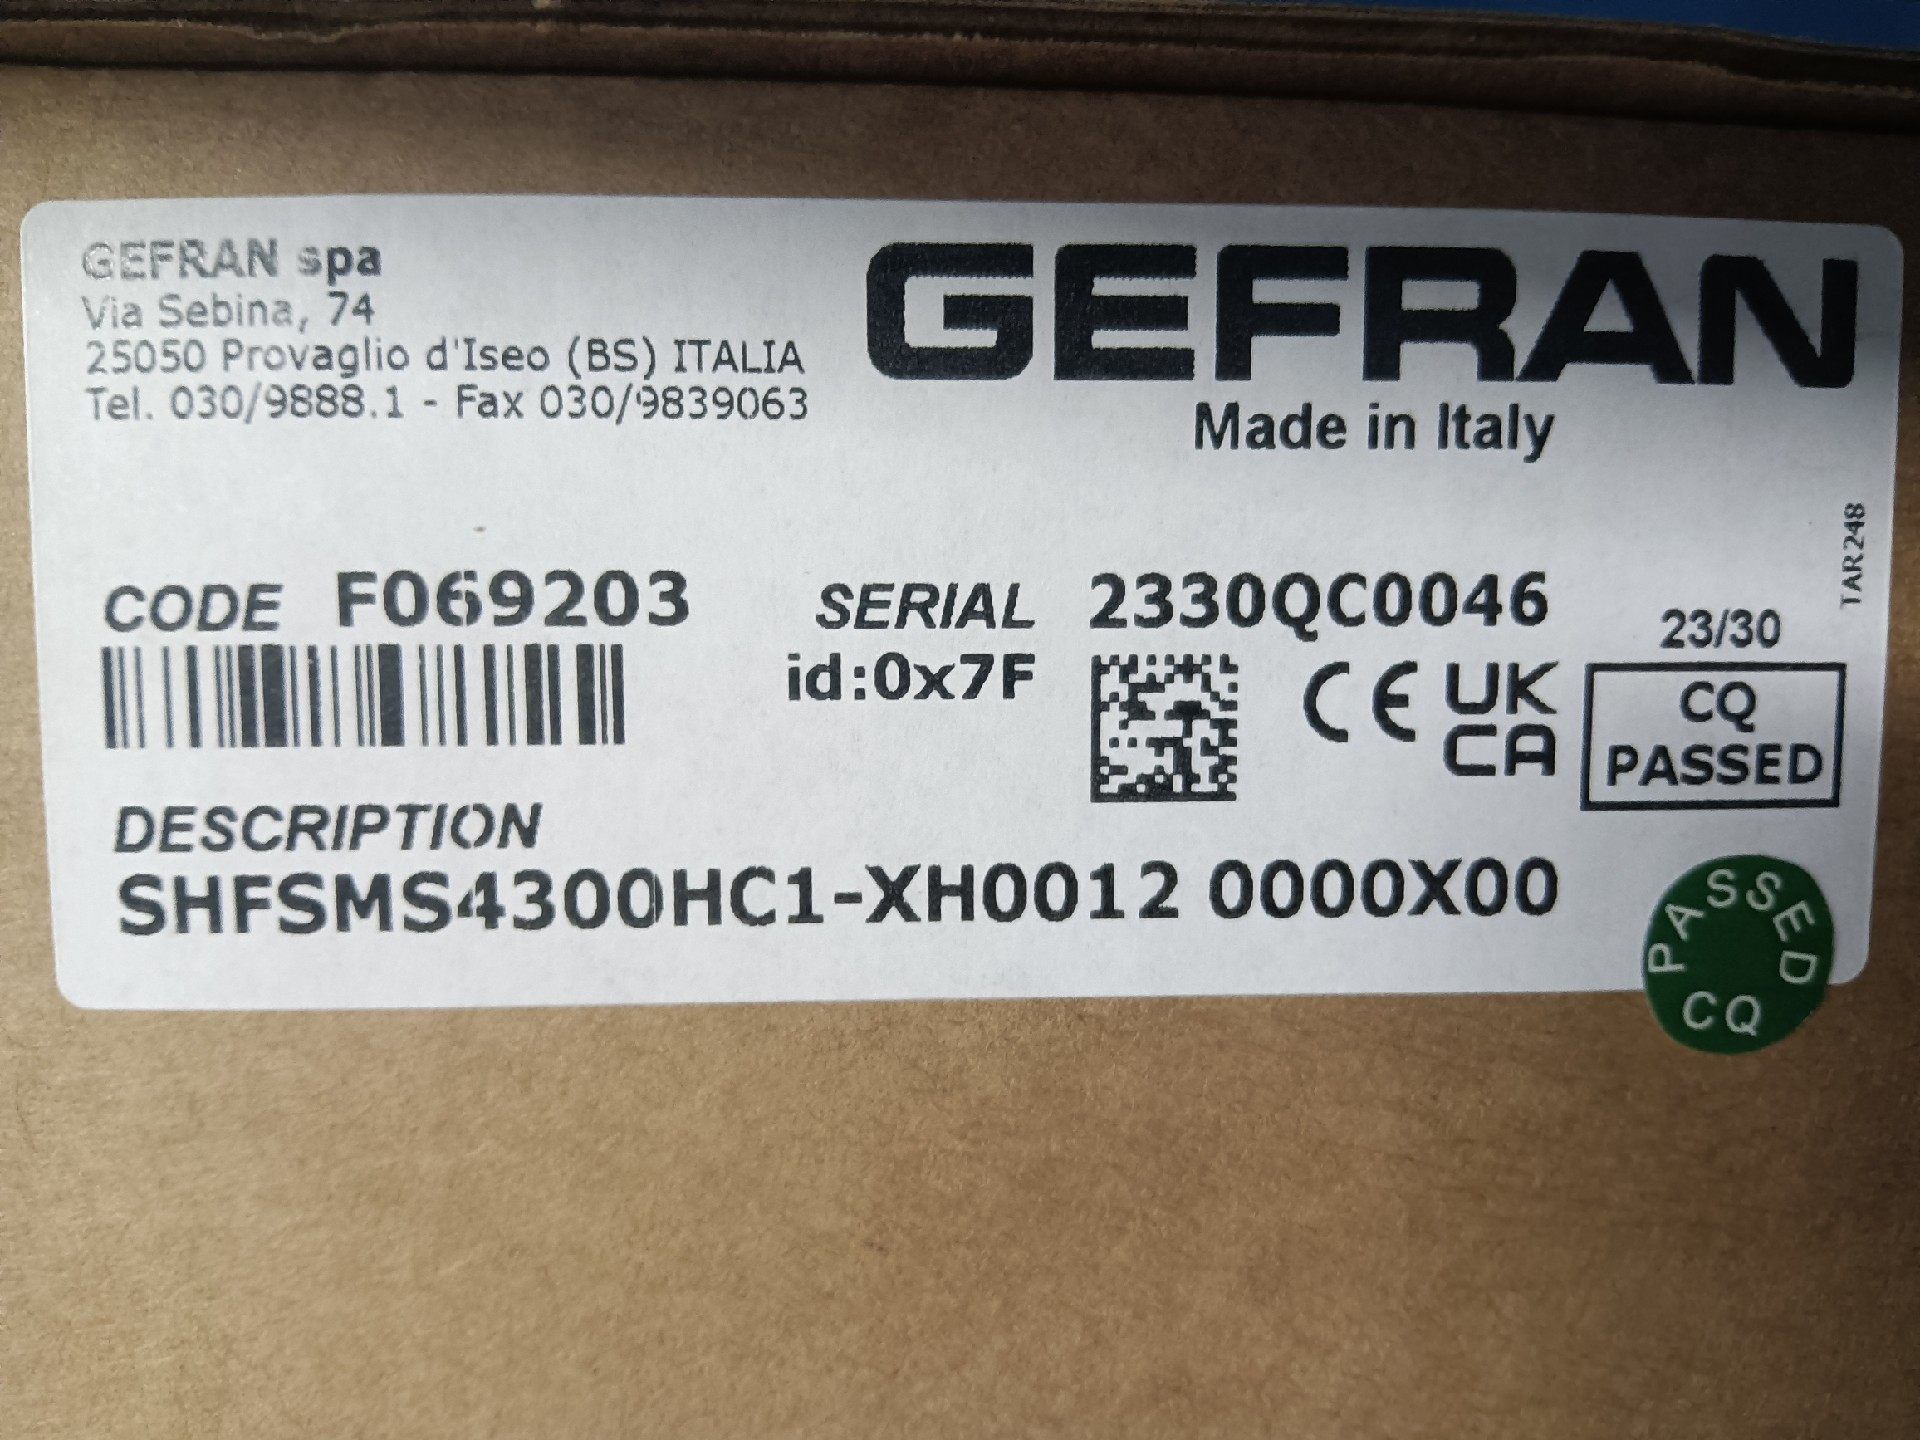 GEFRAN spa
Via Sebina, 74
25050 Provaglio d'Iseo (BS) ITALIA
Tel. 030/9888.1 - Fax 030/9839063
GEFRAN
Made in Italy
TAR248
CODE F069203
SERIAL 2330QC0046
id:0x7F
CE
UK
CA
23/30
CQ
PASSED
DESCRIPTION
SHFSMS4300HC1-XH0012 0000X00
PASSED
CQ